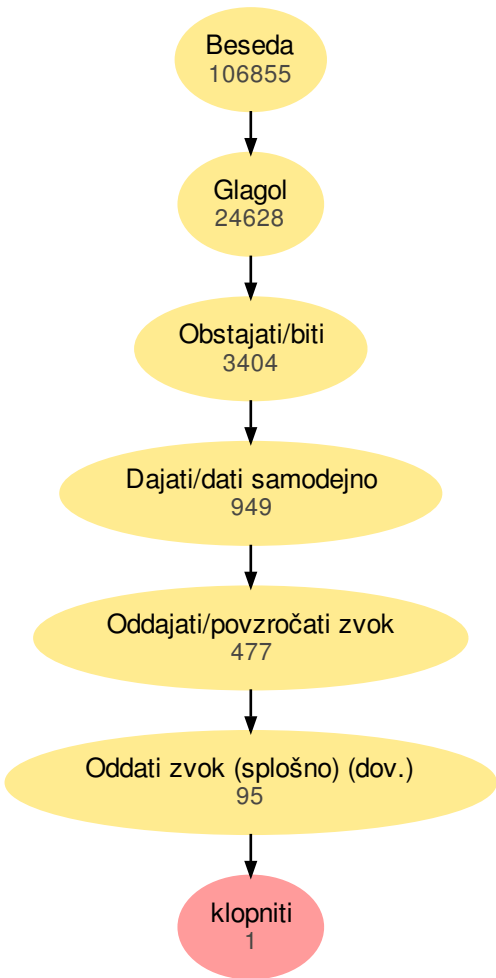 Beseda
106855
Glagol
24628
Obstajati/biti
3404
Dajati/dati samodejno
949
Oddajati/povzročati zvok
477
Oddati zvok (splošno) (dov.)
95
klopniti
1